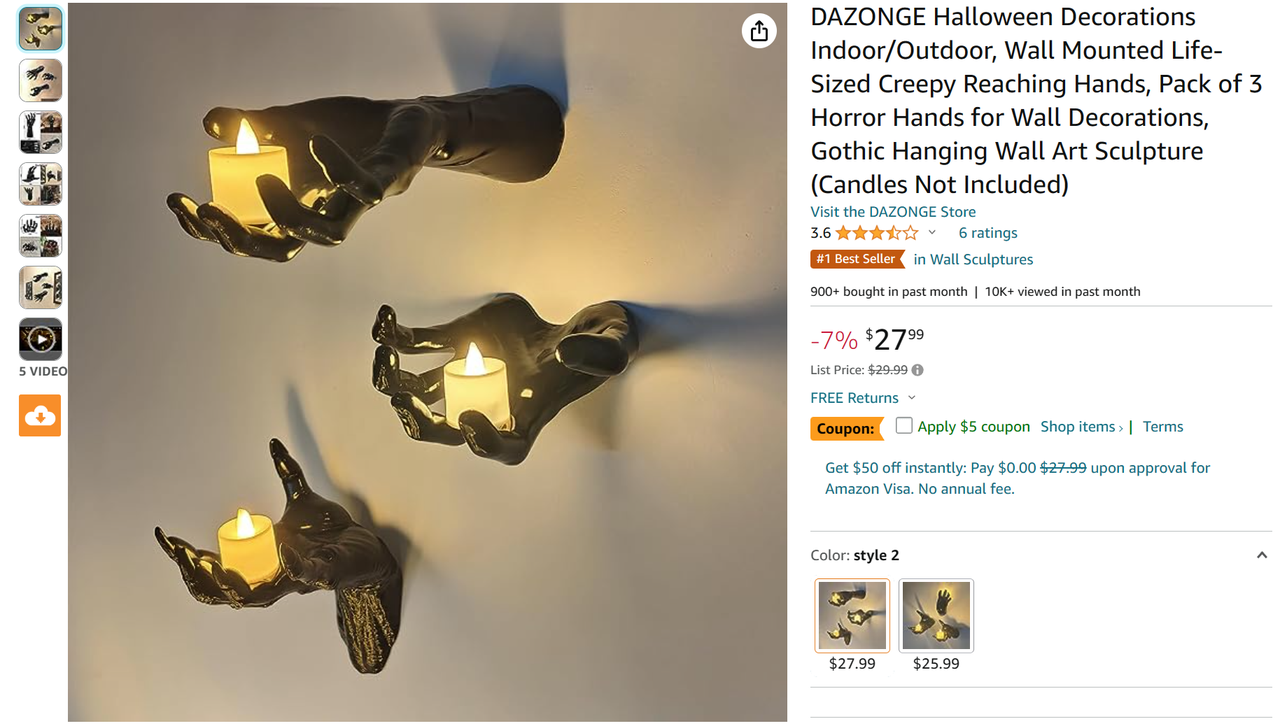 DAZONGE Halloween Decorations
Indoor/Outdoor, Wall Mounted Life-
Sized Creepy Reaching Hands, Pack of 3
Horror Hands for Wall Decorations,
Gothic Hanging Wall Art Sculpture
(Candles Not Included)
Visit the DAZONGE Store
3.6 6 ratings
#1 Best Seller in Wall Sculptures
900+ bought in past month | 10K+ viewed in past month
-7% $27 99
List Price: $29.99
FREE Returns
Coupon: Apply $5 coupon Shop items › | Terms
Get $50 off instantly: Pay $0.00 $27.99 upon approval for
Amazon Visa. No annual fee.
Color: style 2
$27.99 $25.99
5 VIDEO